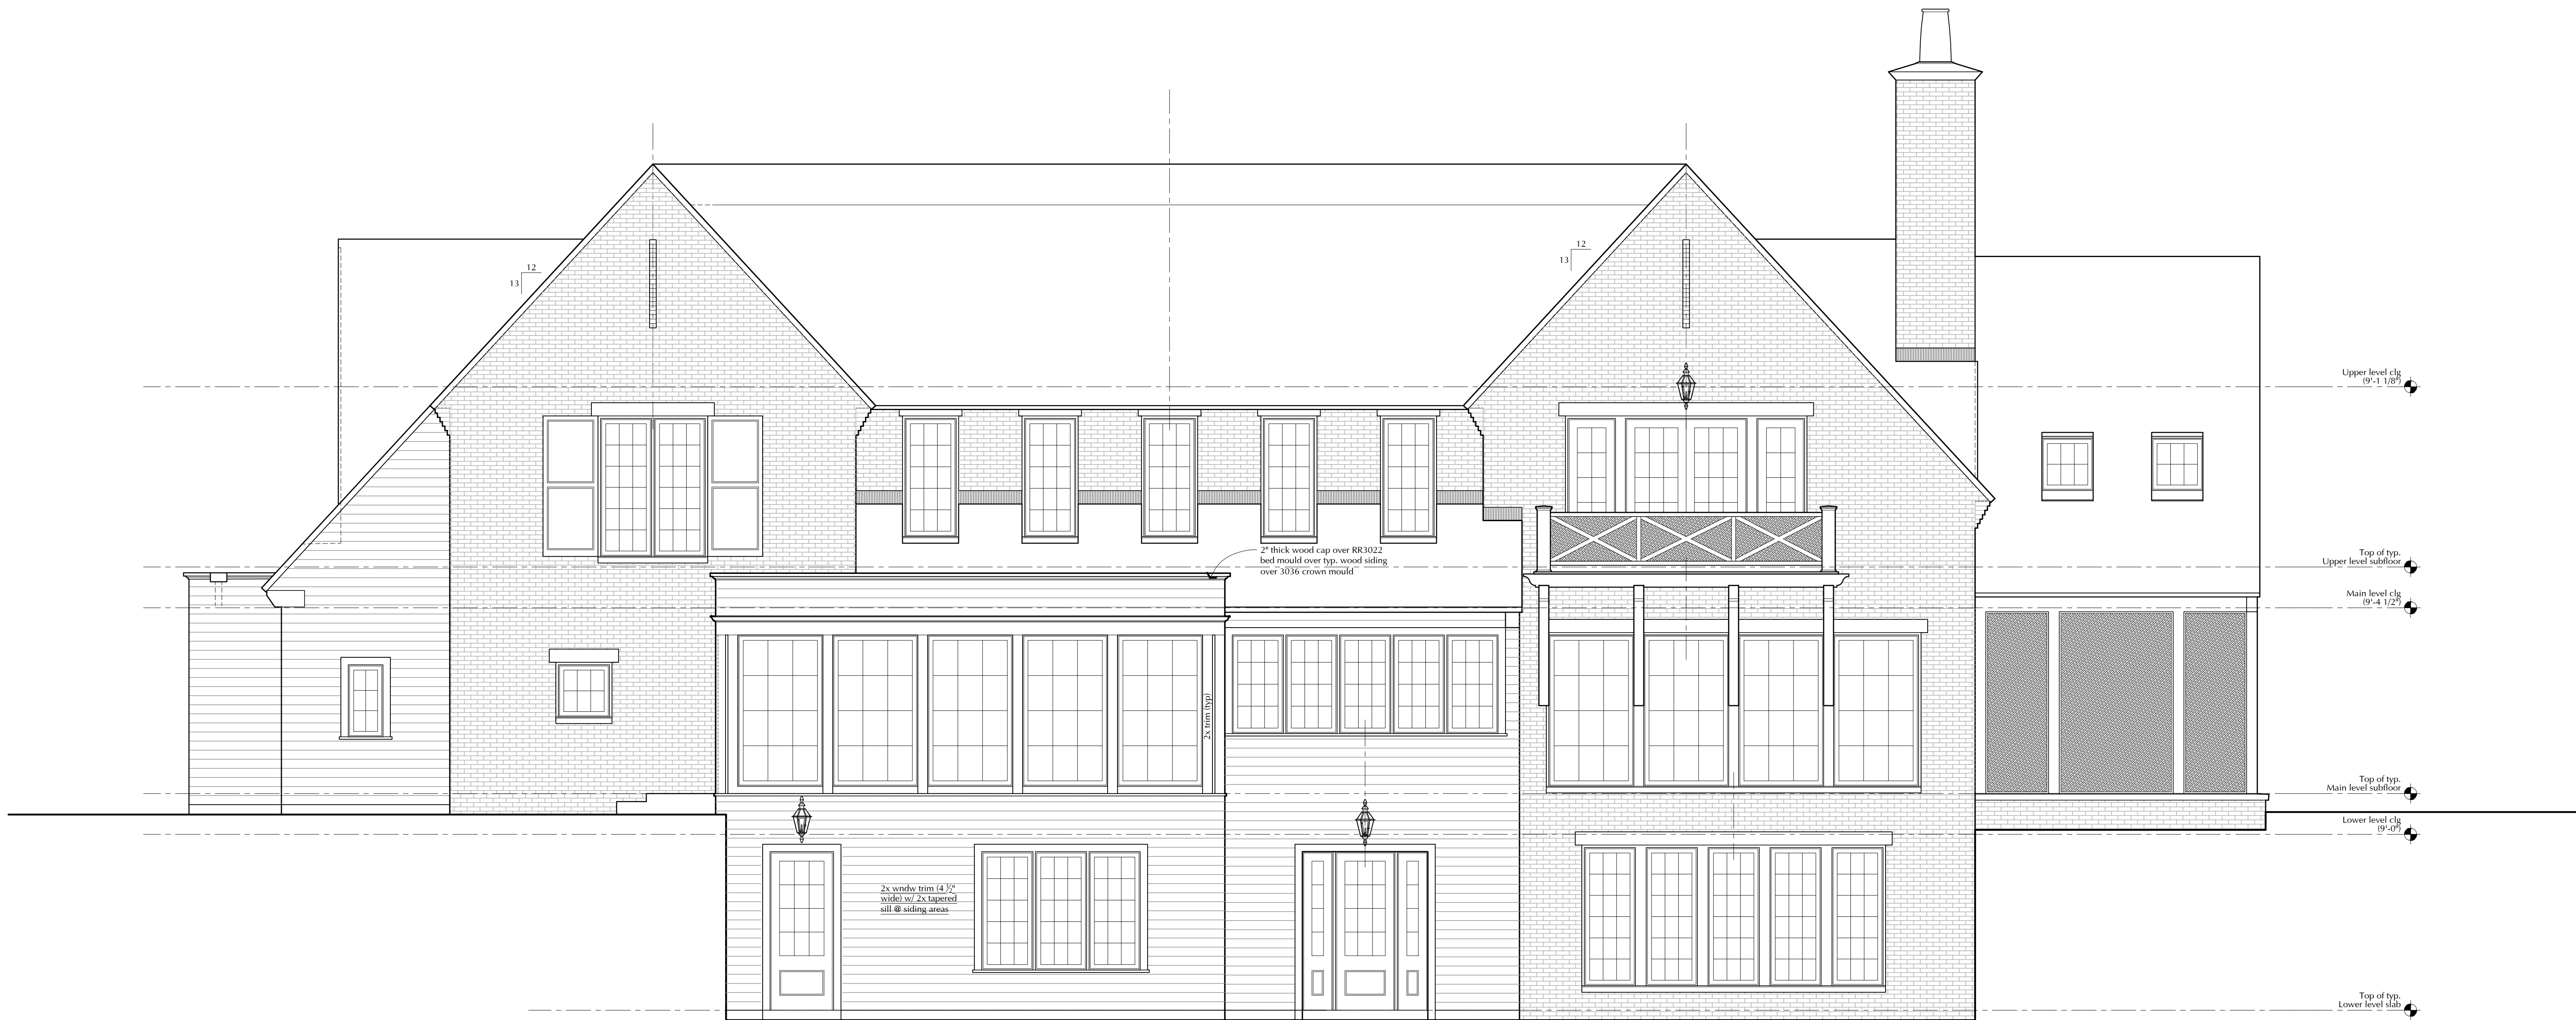 12
13
12
13
Upper level clg
(9'-1 1/8")
2" thick wood cap over RR3022
bed mould over typ. wood siding
over 3036 crown mould
Top of typ.
Upper level subfloor
Main level clg
(9'-4 1/2")
2x trim (typ)
Top of typ.
Main level subfloor
Lower level clg
(9'-0")
2x wndw trim (4 ½"
wide) w/ 2x tapered
sill @ siding areas
Top of typ.
Lower level slab